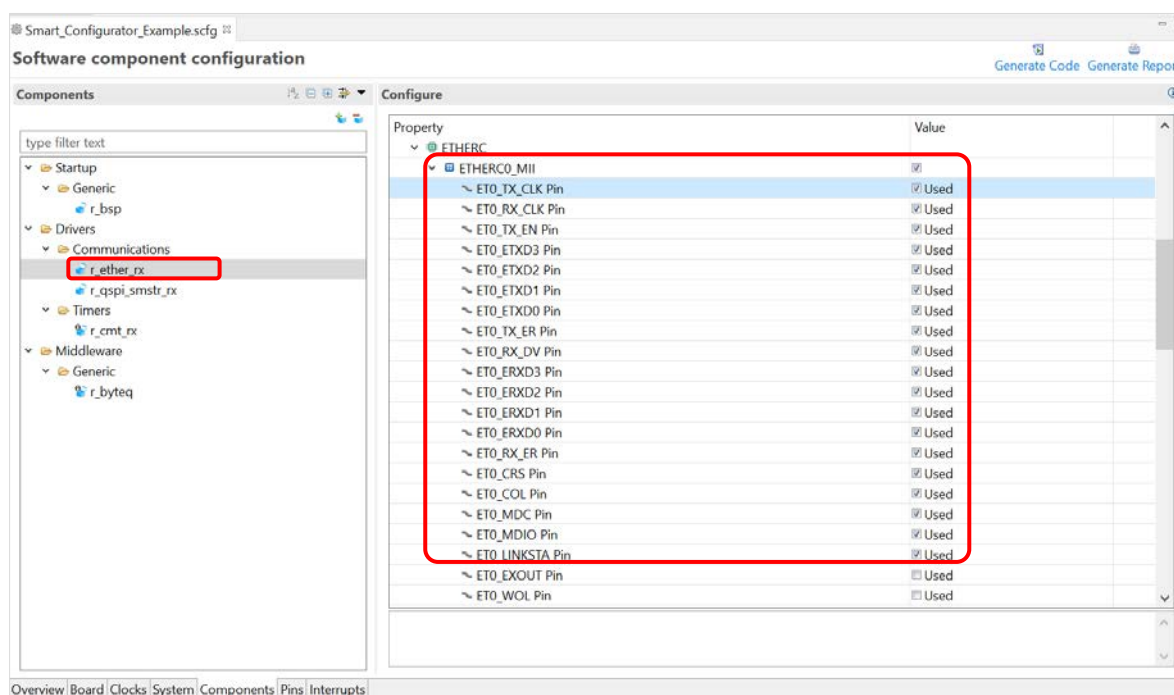 Smart_Configurator_Example.scfg
Software component configuration
Generate Code Generate Repor
Components
Configure
type filter text
Startup
Generic
r_bsp
Drivers
Communications
r_ether_rx
r_qspi_smstr_rx
Timers
r_cmt_rx
Middleware
Generic
r_byteq
Property Value
ETHERC
ETHERC0_MII
ET0_TX_CLK Pin Used
ET0_RX_CLK Pin Used
ET0_TX_EN Pin Used
ET0_ETXD3 Pin Used
ET0_ETXD2 Pin Used
ET0_ETXD1 Pin Used
ET0_ETXD0 Pin Used
ET0_TX_ER Pin Used
ET0_RX_DV Pin Used
ET0_ERXD3 Pin Used
ET0_ERXD2 Pin Used
ET0_ERXD1 Pin Used
ET0_ERXD0 Pin Used
ET0_RX_ER Pin Used
ET0_CRS Pin Used
ET0_COL Pin Used
ET0_MDC Pin Used
ET0_MDIO Pin Used
ET0_LINKSTA Pin Used
ET0_EXOUT Pin Used
ET0_WOL Pin Used
Overview Board Clocks System Components Pins Interrupts